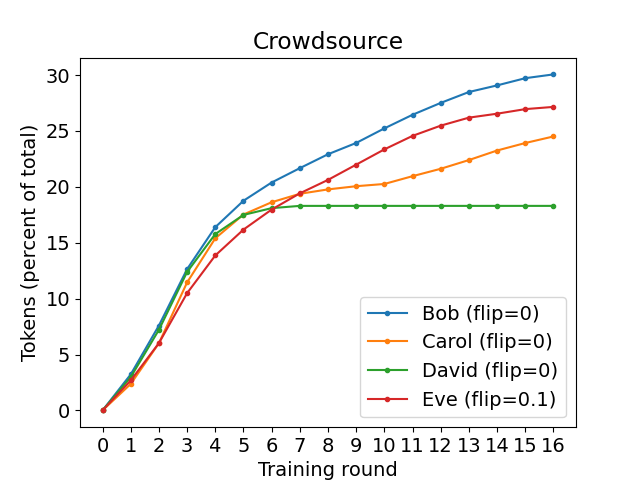 Crowdsource
Tokens (percent of total)
30
25
20
15
10
5
0
Bob (flip=0)
Carol (flip=0)
David (flip=0)
Eve (flip=0.1)
0 1 2 3 4 5 6 7 8 9 10 11 12 13 14 15 16
Training round